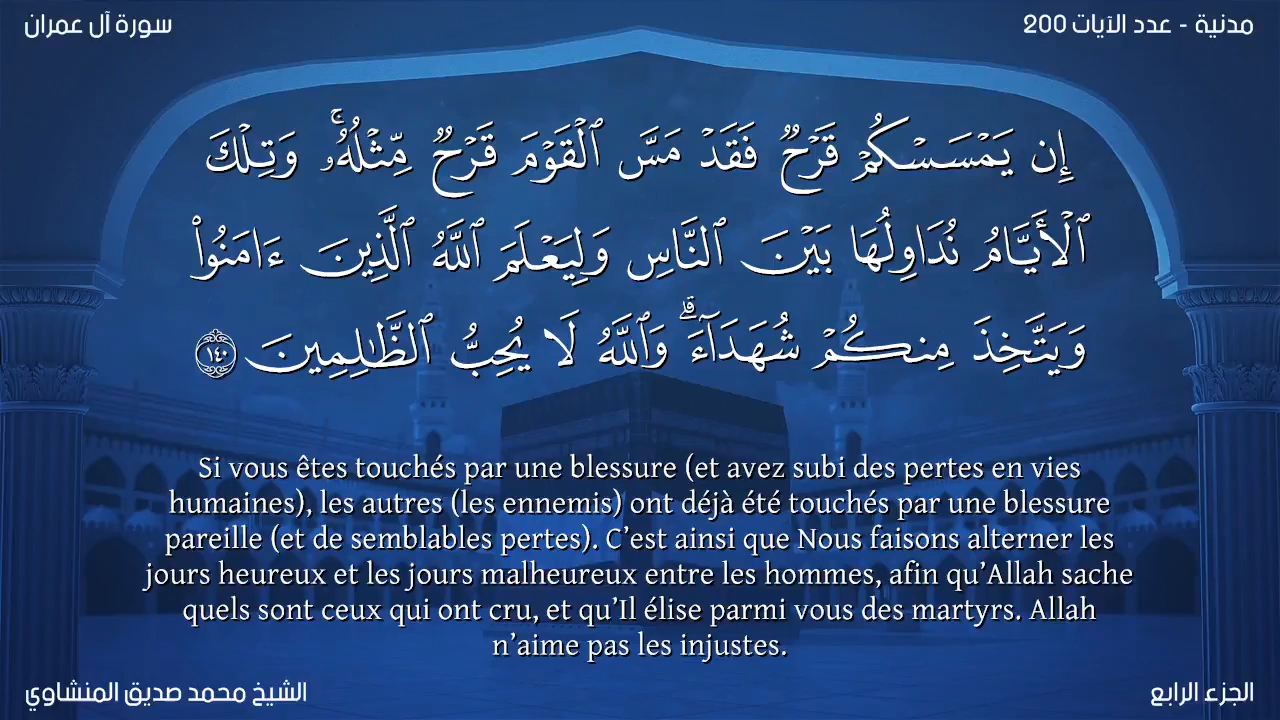 سورة آل عمران
مدنية - عدد الآيات 200
إِن يَمْسَسْكُمْ قَرْحٌ فَقَدْ مَسَّ ٱلْقَوْمَ قَرْحٌ مِّثْلُهُۥ ۚ وَتِلْكَ
ٱلْأَيَّامُ نُدَاوِلُهَا بَيْنَ ٱلنَّاسِ وَلِيَعْلَمَ ٱللَّهُ ٱلَّذِينَ ءَامَنُوا۟
وَيَتَّخِذَ مِنكُمْ شُهَدَآءَ ۗ وَٱللَّهُ لَا يُحِبُّ ٱلظَّـٰلِمِينَ ١٤٠
Si vous êtes touchés par une blessure (et avez subi des pertes en vies
humaines), les autres (les ennemis) ont déjà été touchés par une blessure
pareille (et de semblables pertes). C’est ainsi que Nous faisons alterner les
jours heureux et les jours malheureux entre les hommes, afin qu’Allah sache
quels sont ceux qui ont cru, et qu’Il élise parmi vous des martyrs. Allah
n’aime pas les injustes.
الشيخ محمد صديق المنشاوي
الجزء الرابع